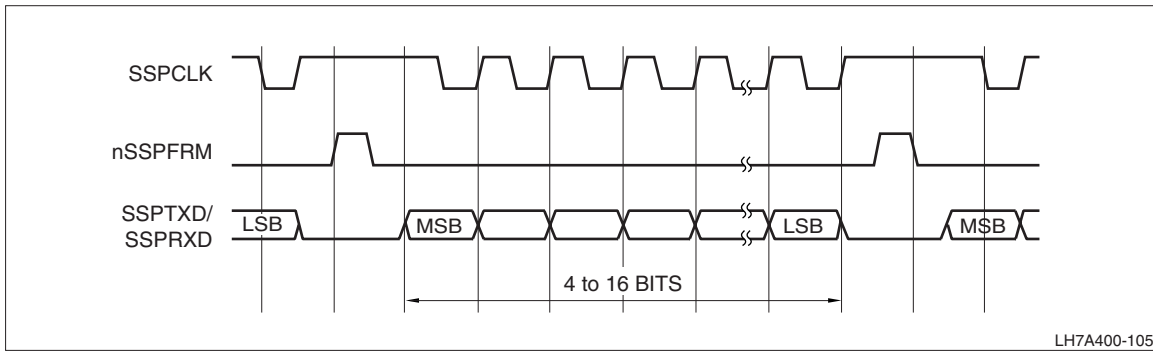 SSPCLK
nSSPFRM
SSPTXD/
SSPRXD
LSB
MSB
LSB
MSB
4 to 16 BITS
LH7A400-105